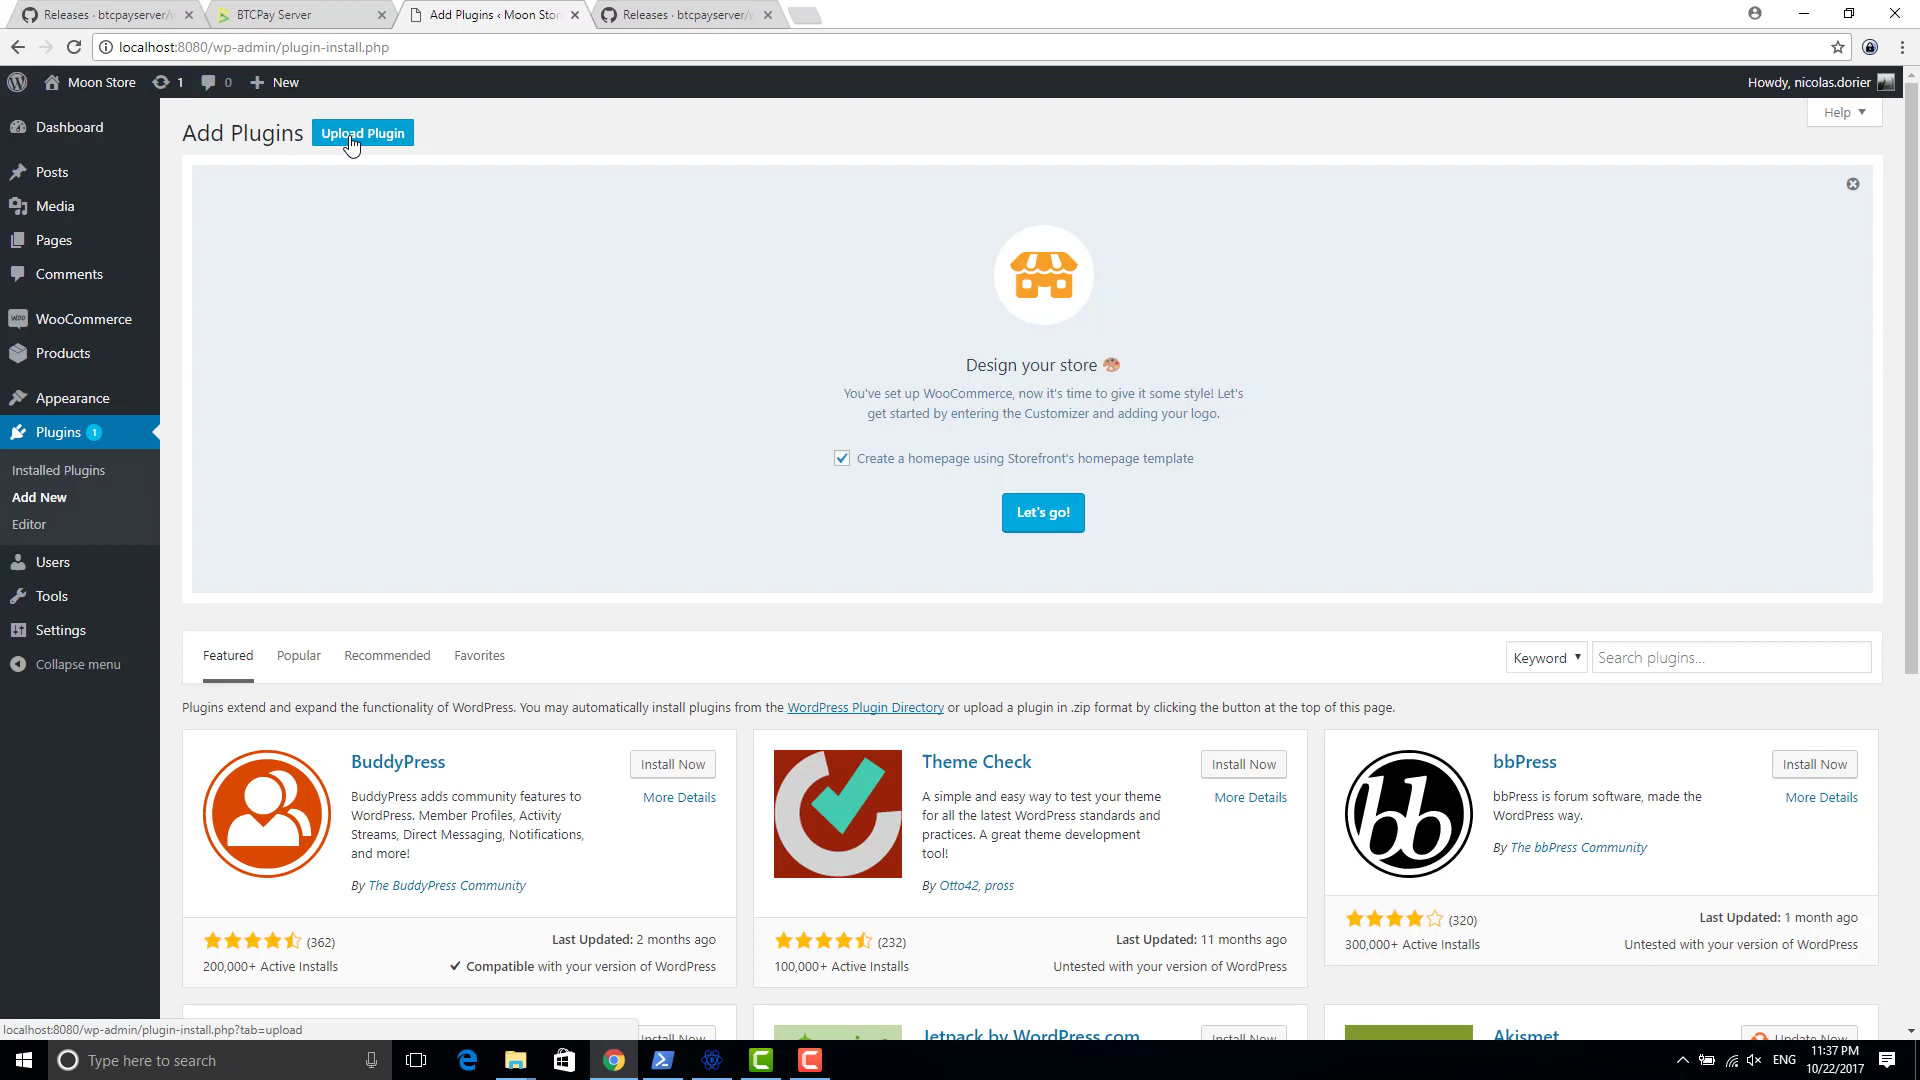 Releases · btcpayserver/w
BTCPay Server
Add Plugins ‹ Moon Stor
Releases · btcpayserver/
localhost:8080/wp-admin/plugin-install.php
Moon Store
1
0
New
Howdy, nicolas.dorier
Dashboard
Posts
Media
Pages
Comments
WooCommerce
Products
Appearance
Plugins 1
Installed Plugins
Add New
Editor
Users
Tools
Settings
Collapse menu
Add Plugins
Upload Plugin
Help
Design your store
You've set up WooCommerce, now it's time to give it some style! Let's
get started by entering the Customizer and adding your logo.
Create a homepage using Storefront's homepage template
Let's go!
Featured
Popular
Recommended
Favorites
Keyword
Search plugins...
Plugins extend and expand the functionality of WordPress. You may automatically install plugins from the WordPress Plugin Directory or upload a plugin in .zip format by clicking the button at the top of this page.
BuddyPress
Install Now
More Details
BuddyPress adds community features to
WordPress. Member Profiles, Activity
Streams, Direct Messaging, Notifications,
and more!
By The BuddyPress Community
(362)
Last Updated: 2 months ago
200,000+ Active Installs
Compatible with your version of WordPress
Theme Check
Install Now
More Details
A simple and easy way to test your theme
for all the latest WordPress standards and
practices. A great theme development
tool!
By Otto42, pross
(232)
Last Updated: 11 months ago
100,000+ Active Installs
Untested with your version of WordPress
bb
bbPress
Install Now
More Details
bbPress is forum software, made the
WordPress way.
By The bbPress Community
(320)
Last Updated: 1 month ago
300,000+ Active Installs
Untested with your version of WordPress
Install Now
Jetpack by WordPress.com
Install Now
Akismet
Update Now
localhost:8080/wp-admin/plugin-install.php?tab=upload
Type here to search
ENG
11:37 PM
10/22/2017